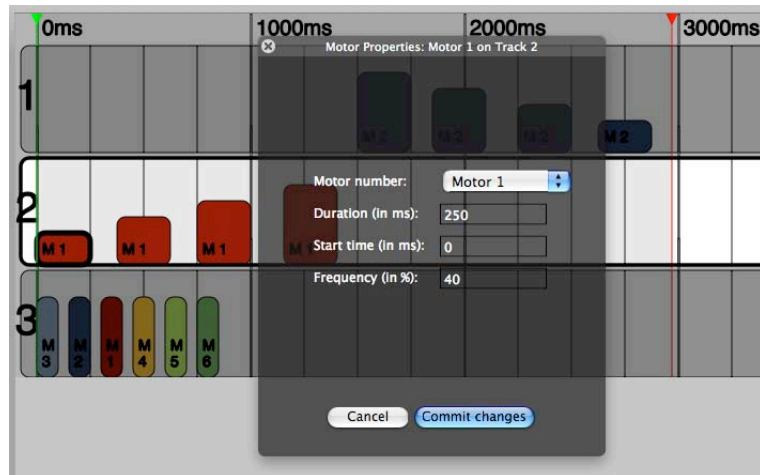 0ms 1000ms 2000ms 3000ms
Motor Properties: Motor 1 on Track 2
1
M 2 M 2 M 2 M 2
Motor number: Motor 1
2
Duration (in ms): 250
M 1 M 1 M 1 M 1
Start time (in ms): 0
Frequency (in %): 40
3
M M M M M M
3 2 1 4 5 6
Cancel Commit changes